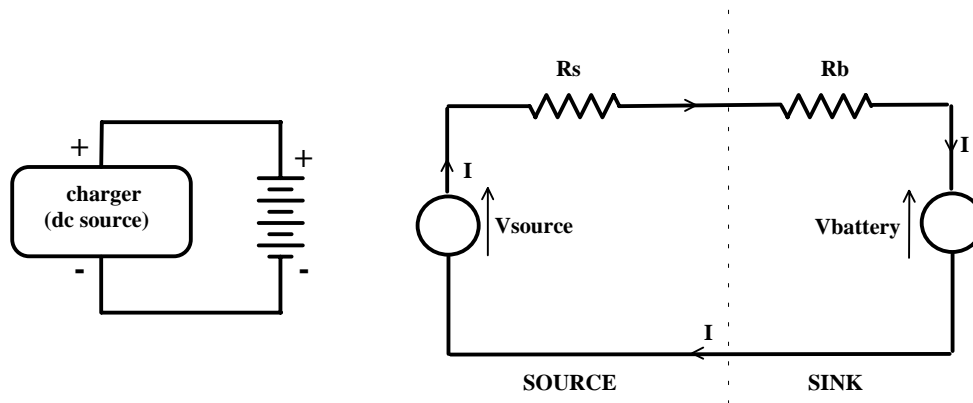 +
+
charger
(dc source)
-
-
Rs
Rb
I
I
Vsource
Vbattery
I
SOURCE
SINK